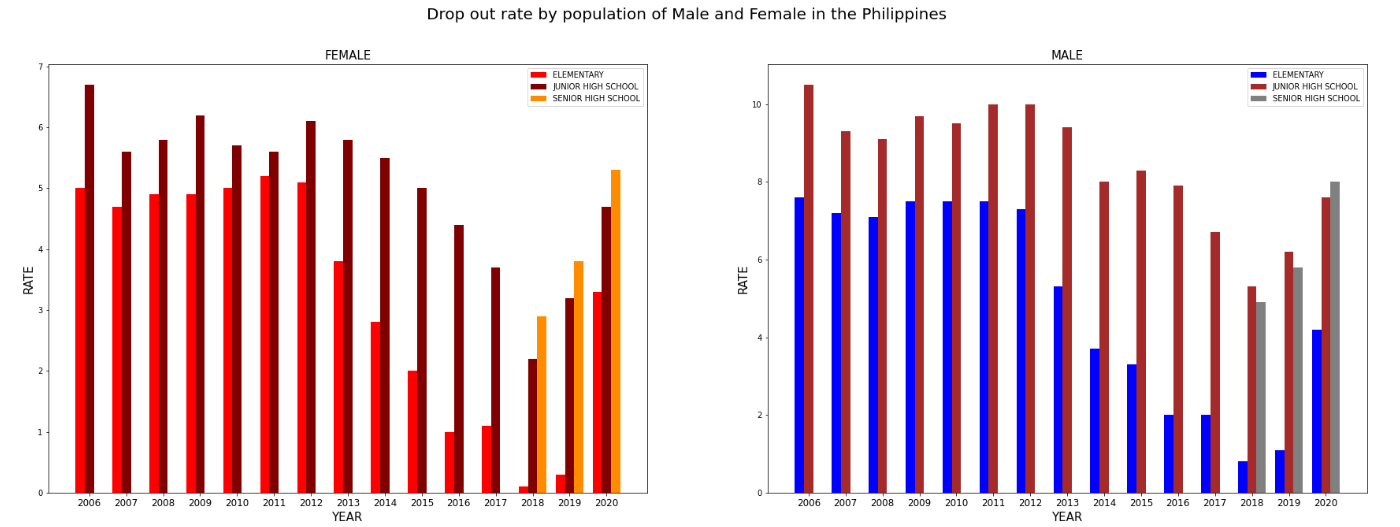 Drop out rate by population of Male and Female in the Philippines
FEMALE
7
6
5
4
3
2
1
0
RATE
ELEMENTARY
JUNIOR HIGH SCHOOL
SENIOR HIGH SCHOOL
2006 2007 2008 2009 2010 2011 2012 2013 2014 2015 2016 2017 2018 2019 2020
YEAR
MALE
10
8
6
4
2
0
RATE
ELEMENTARY
JUNIOR HIGH SCHOOL
SENIOR HIGH SCHOOL
2006 2007 2008 2009 2010 2011 2012 2013 2014 2015 2016 2017 2018 2019 2020
YEAR